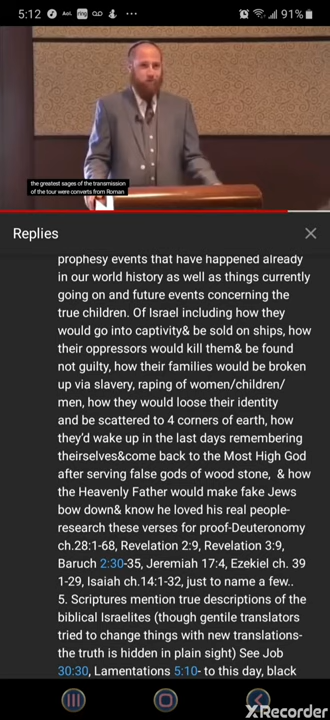 5:12
AOL
ring
91%
the greatest sages of the transmission
of the tour were converts from Roman
Replies
prophesy events that have happened already
in our world history as well as things currently
going on and future events concerning the
true children. Of Israel including how they
would go into captivity& be sold on ships, how
their oppressors would kill them& be found
not guilty, how their families would be broken
up via slavery, raping of women/children/
men, how they would loose their identity
and be scattered to 4 corners of earth, how
they'd wake up in the last days remembering
theirselves&come back to the Most High God
after serving false gods of wood stone,  & how
the Heavenly Father would make fake Jews
bow down& know he loved his real people-
research these verses for proof-Deuteronomy
ch.28:1-68, Revelation 2:9, Revelation 3:9,
Baruch 2:30-35, Jeremiah 17:4, Ezekiel ch. 39
1-29, Isaiah ch.14:1-32, just to name a few..
5. Scriptures mention true descriptions of the
biblical Israelites (though gentile translators
tried to change things with new translations-
the truth is hidden in plain sight) See Job
30:30, Lamentations 5:10- to this day, black
XRecorder